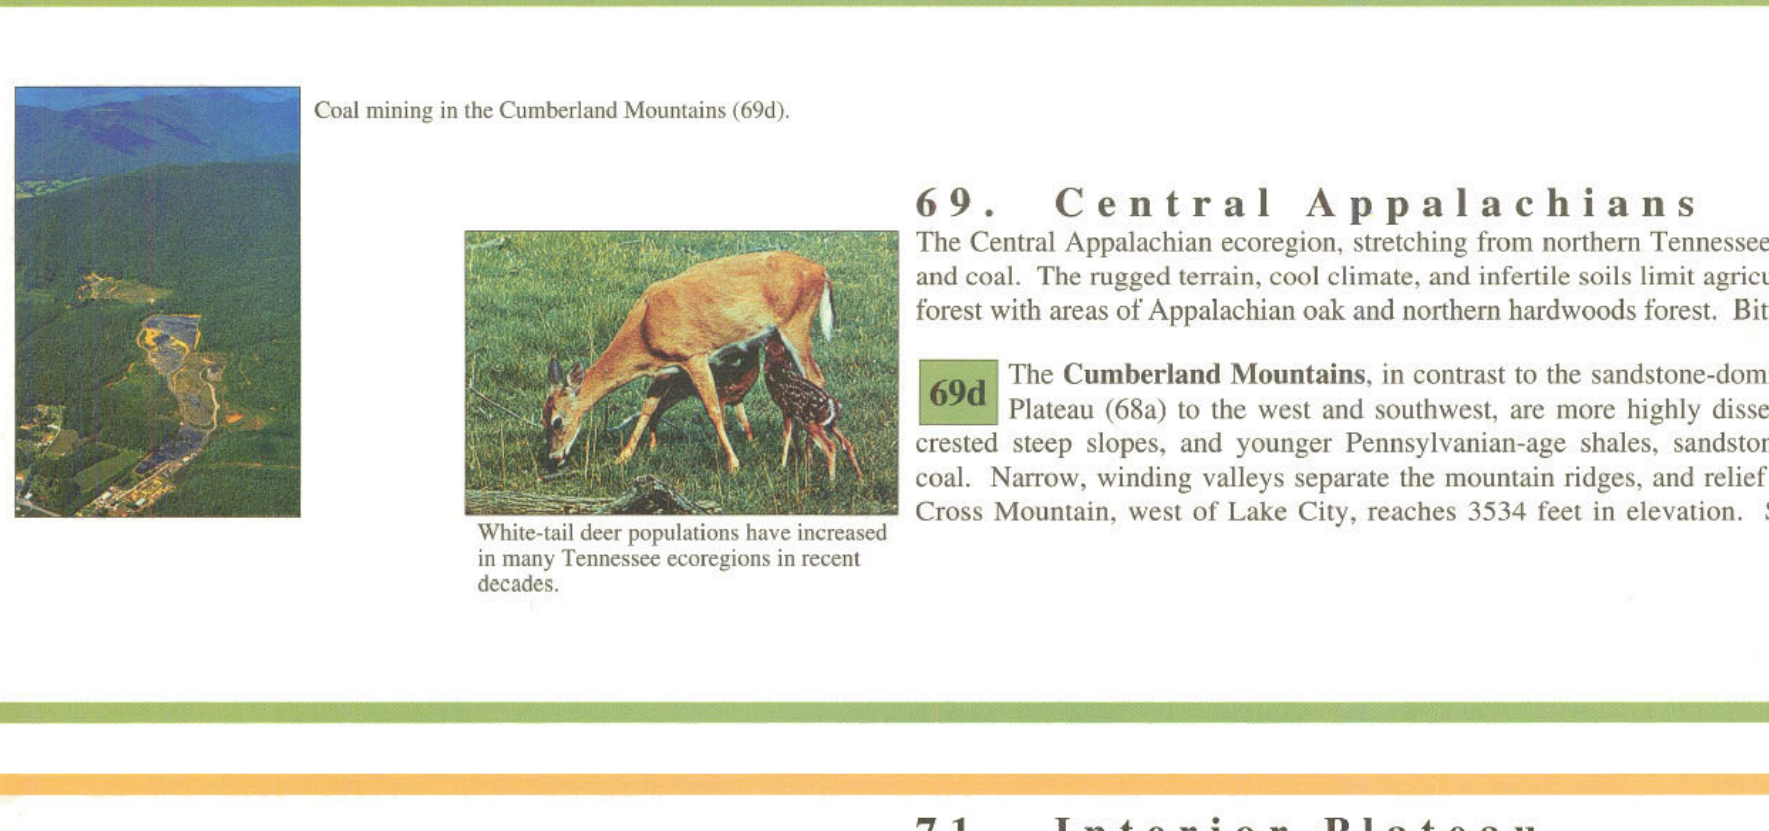 Coal mining in the Cumberland Mountains (69d).
White-tail deer populations have increased
in many Tennessee ecoregions in recent
decades.
69. Central Appalachians
The Central Appalachian ecoregion, stretching from northern Tennessee
and coal. The rugged terrain, cool climate, and infertile soils limit agricu
forest with areas of Appalachian oak and northern hardwoods forest. Bit
69d
The Cumberland Mountains, in contrast to the sandstone-dom
Plateau (68a) to the west and southwest, are more highly disse
crested steep slopes, and younger Pennsylvanian-age shales, sandston
coal. Narrow, winding valleys separate the mountain ridges, and relief
Cross Mountain, west of Lake City, reaches 3534 feet in elevation. S
71. Interior Plateau